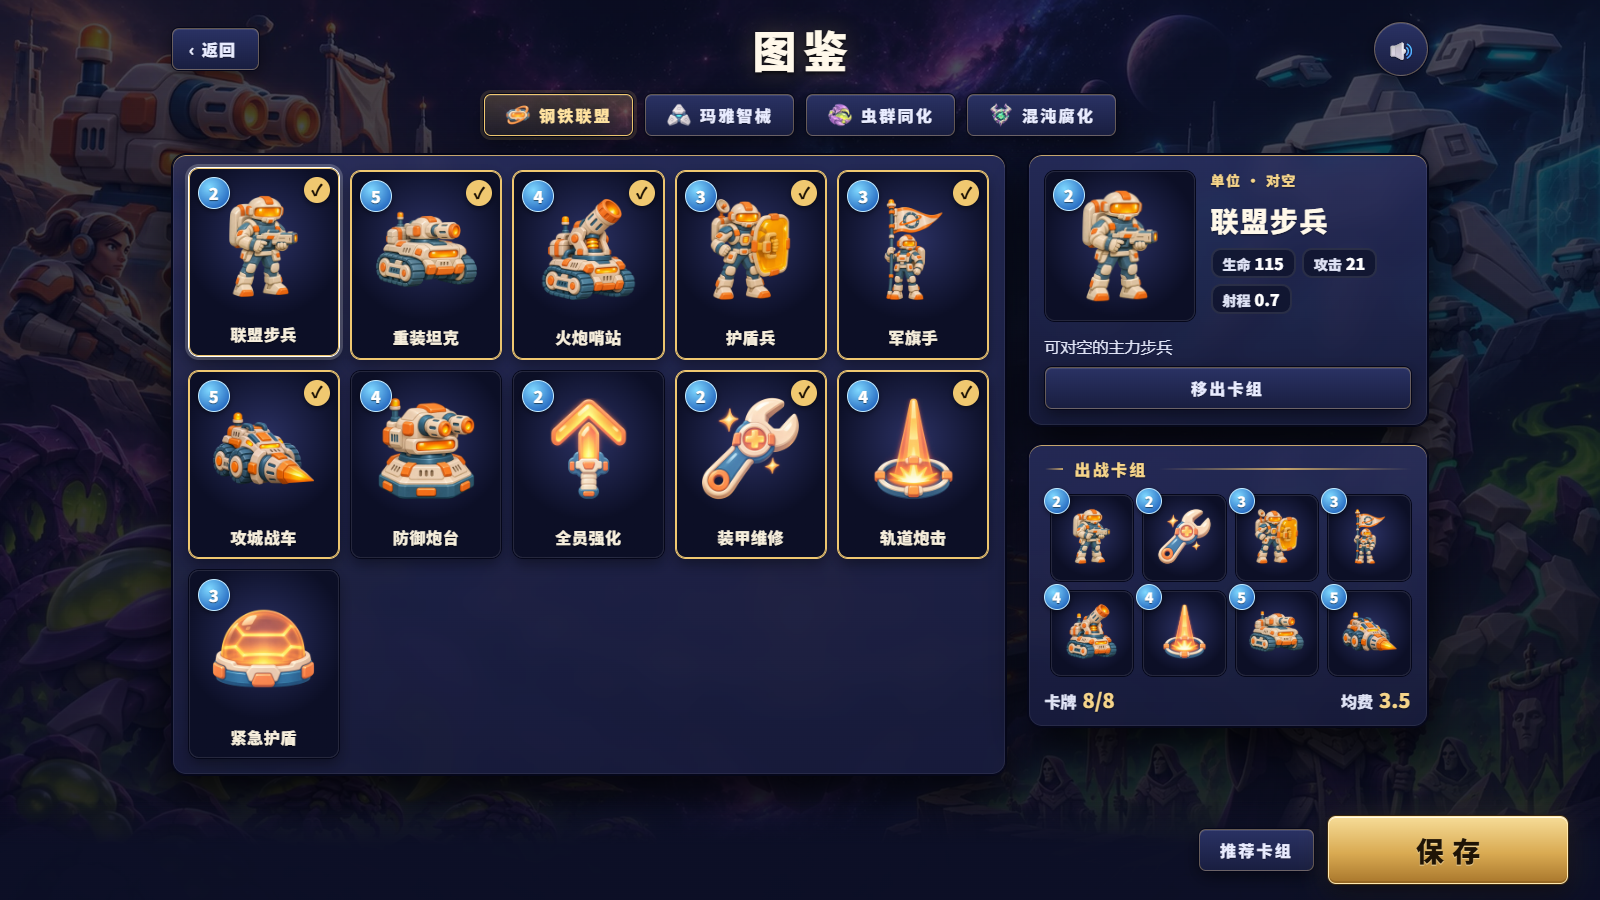 ‹ 返回
图鉴
钢铁联盟
玛雅智械
虫群同化
混沌腐化
2
联盟步兵
5
重装坦克
4
火炮哨站
3
护盾兵
3
军旗手
5
攻城战车
4
防御炮台
2
全员强化
2
装甲维修
4
轨道炮击
3
紧急护盾
2
单位 · 对空
联盟步兵
生命 115
攻击 21
射程 0.7
可对空的主力步兵
移出卡组
出战卡组
2
2
3
3
4
4
5
5
卡牌 8/8
均费 3.5
推荐卡组
保存